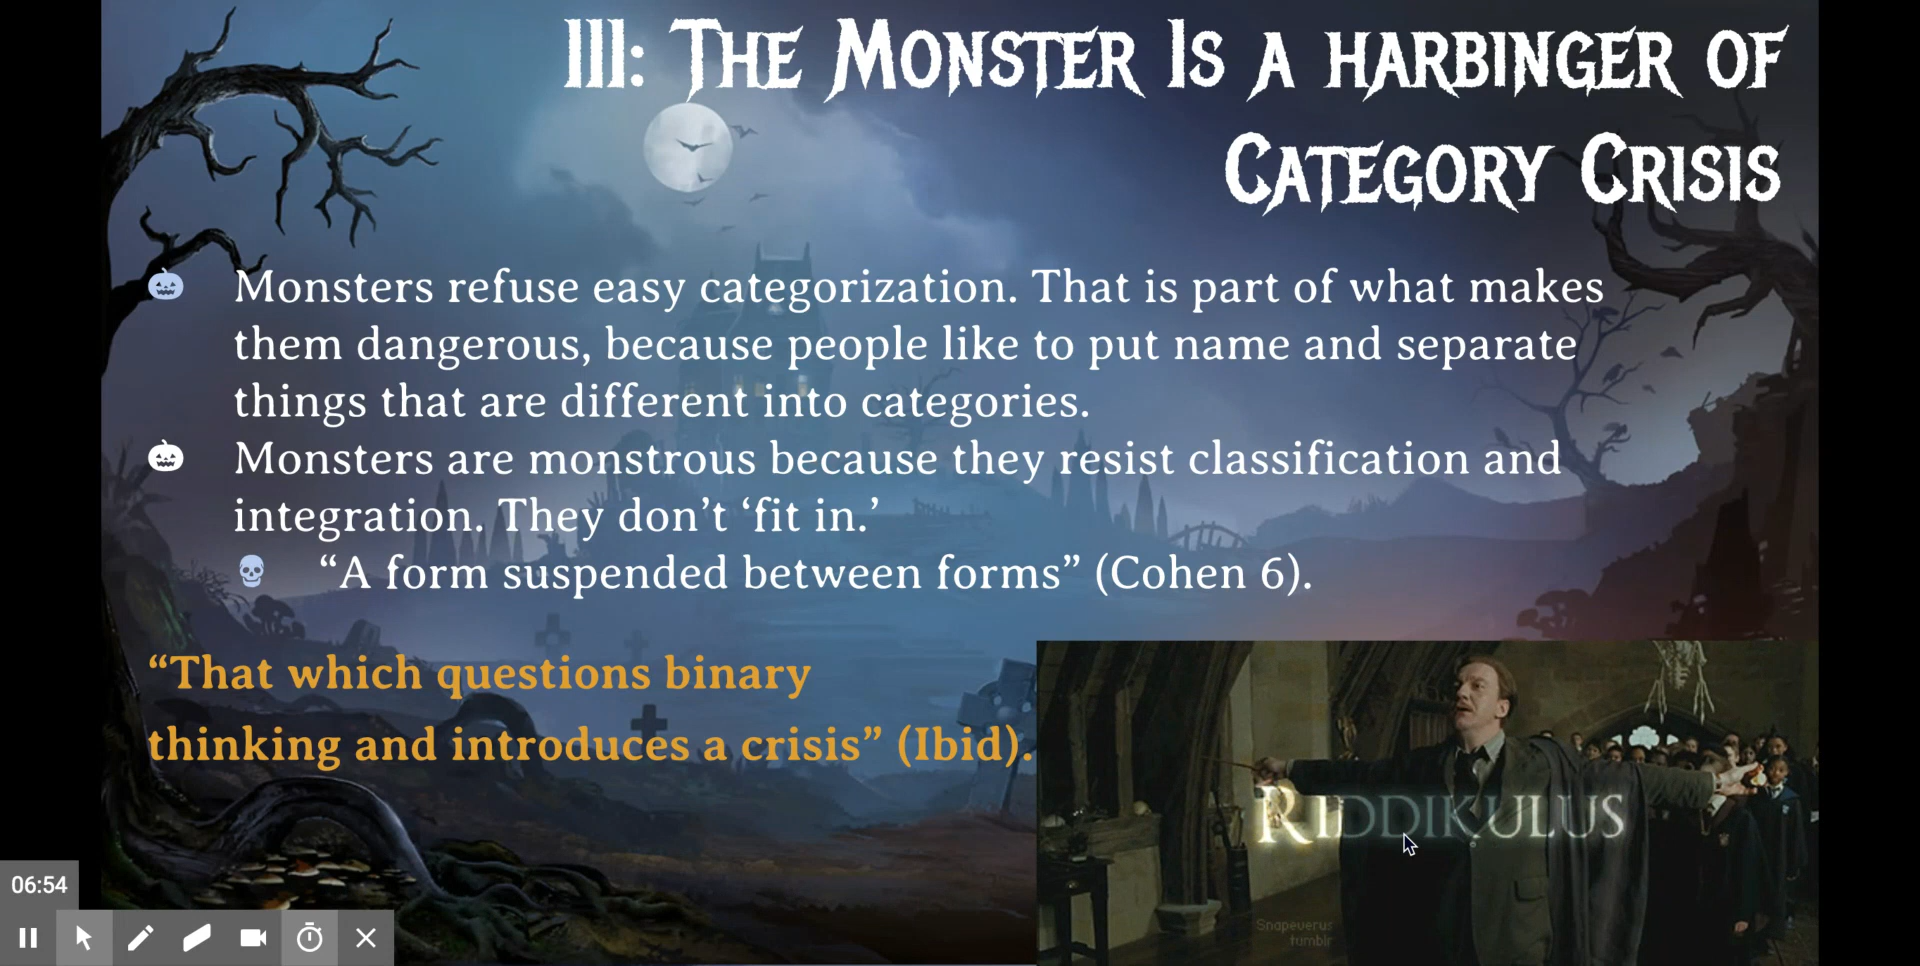 III: The Monster Is a harbinger of
Category Crisis
Monsters refuse easy categorization. That is part of what makes
them dangerous, because people like to put name and separate
things that are different into categories.
Monsters are monstrous because they resist classification and
integration. They don’t ‘fit in.’
“A form suspended between forms” (Cohen 6).
“That which questions binary
thinking and introduces a crisis” (Ibid).
RIDDIKULUS
Snapeverus
tumblr
06:54